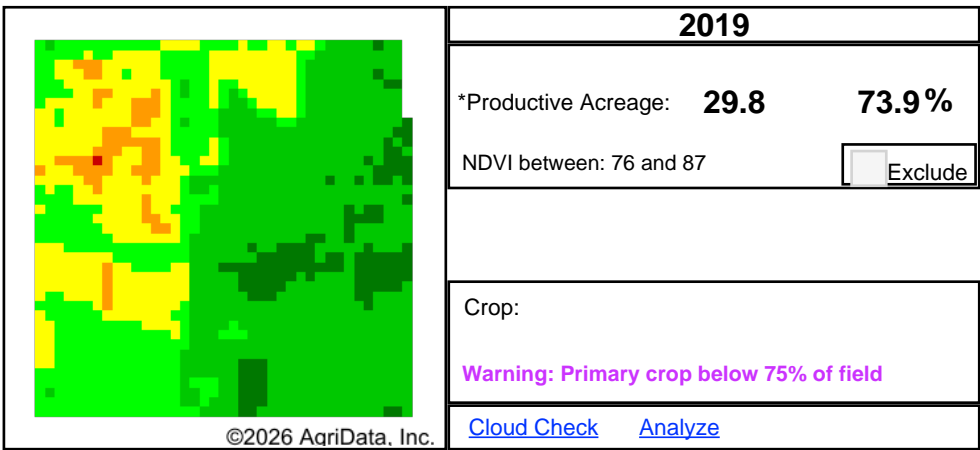 2019
*Productive Acreage: 29.8 73.9%
NDVI between: 76 and 87
Exclude
Crop:
Warning: Primary crop below 75% of field
©2026 AgriData, Inc.
Cloud Check Analyze